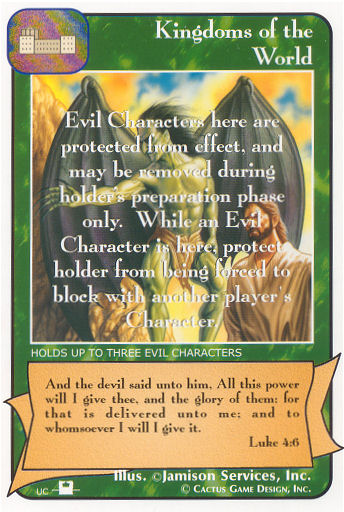 Kingdoms of the
World
Evil Characters here are
protected from effect, and
may be removed during
holder's preparation phase
only. While an Evil
Character is here, protect
holder from being forced to
block with another player's
Character.
HOLDS UP TO THREE EVIL CHARACTERS
And the devil said unto him, All this power
will I give thee, and the glory of them: for
that is delivered unto me; and to
whomsoever I will I give it.
Luke 4:6
Illus. ©Jamison Services, Inc.
© CACTUS GAME DESIGN, INC.
UC